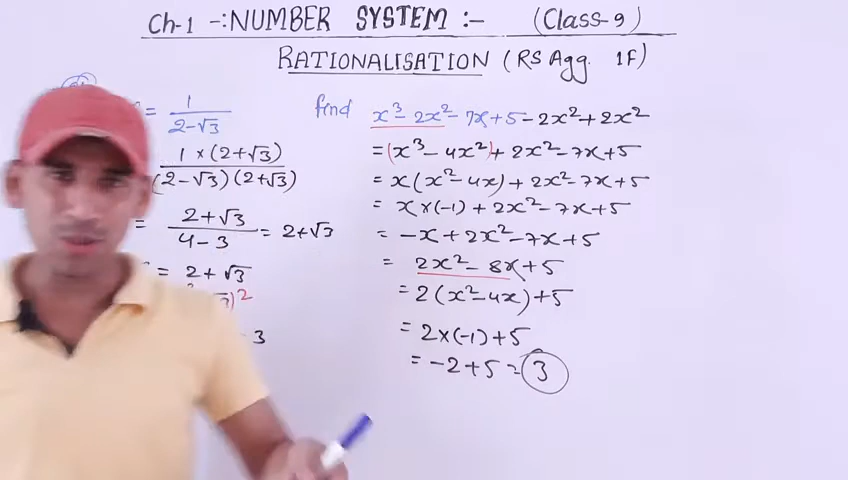 Ch-1 -: NUMBER SYSTEM :- (Class-9)
RATIONALISATION (RS Agg. 1F)
= 1/(2-√3)
1×(2+√3)/(2-√3)(2+√3)
= (2+√3)/(4-3) = 2+√3
= 2+√3
)²
3
find x³-2x²-7x+5-2x²+2x²
=(x³-4x²)+2x²-7x+5
=x(x²-4x)+2x²-7x+5
= x×(-1)+2x²-7x+5
= -x+2x²-7x+5
= 2x²-8x+5
=2(x²-4x)+5
= 2×(-1)+5
= -2+5=3